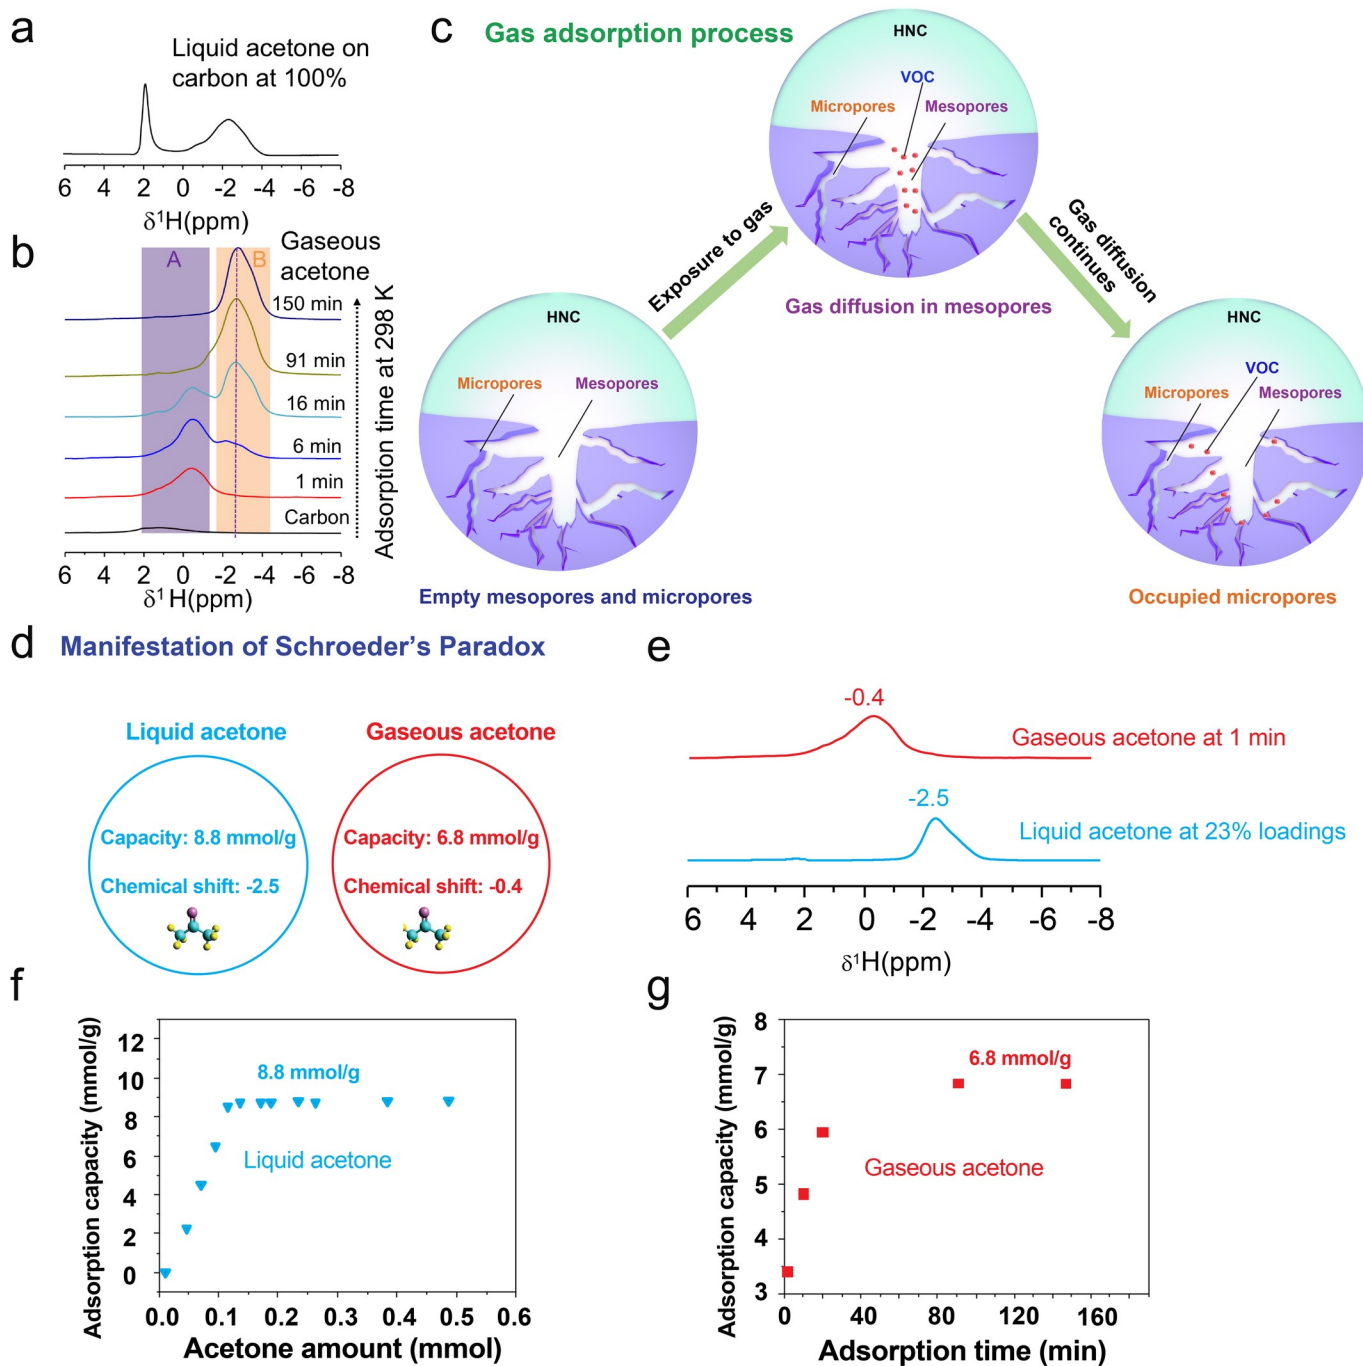 a
Liquid acetone on
carbon at 100%
6 4 2 0 -2 -4 -6 -8
δ¹H(ppm)
b
A
B
Gaseous
acetone
150 min
91 min
16 min
6 min
1 min
Carbon
Adsorption time at 298 K
6 4 2 0 -2 -4 -6 -8
δ¹H(ppm)
c
Gas adsorption process
HNC
Micropores
Mesopores
Empty mesopores and micropores
Exposure to gas
HNC
VOC
Micropores
Mesopores
Gas diffusion in mesopores
Gas diffusion
continues
HNC
VOC
Micropores
Mesopores
Occupied micropores
d
Manifestation of Schroeder’s Paradox
Liquid acetone
Capacity: 8.8 mmol/g
Chemical shift: -2.5
Gaseous acetone
Capacity: 6.8 mmol/g
Chemical shift: -0.4
e
-0.4
Gaseous acetone at 1 min
-2.5
Liquid acetone at 23% loadings
6 4 2 0 -2 -4 -6 -8
δ¹H(ppm)
f
Adsorption capacity (mmol/g)
12
10
8
6
4
2
0
8.8 mmol/g
Liquid acetone
0.0 0.1 0.2 0.3 0.4 0.5 0.6
Acetone amount (mmol)
g
Adsorption capacity (mmol/g)
8
7
6
5
4
3
6.8 mmol/g
Gaseous acetone
0 40 80 120 160
Adsorption time (min)